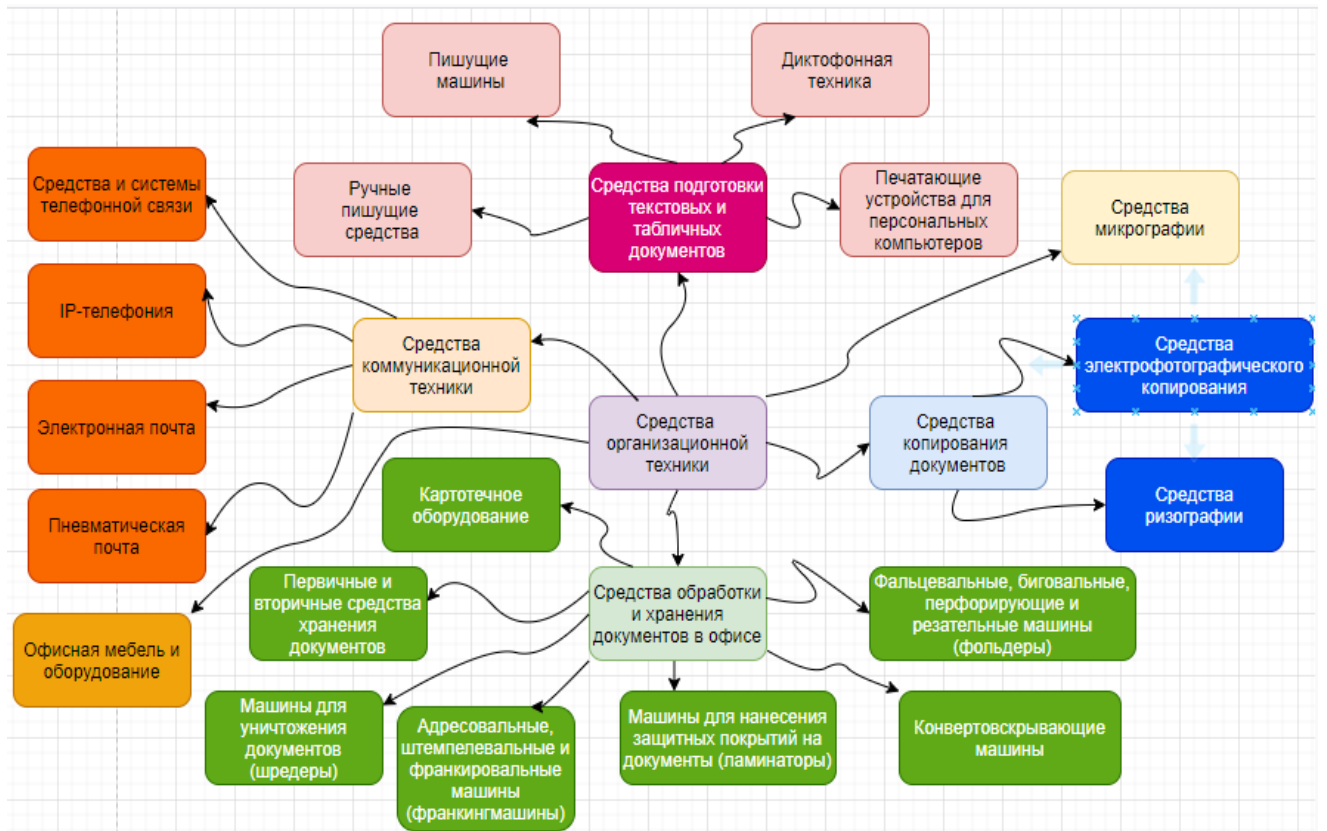 Пишущие
машины
Диктофонная
техника
Средства и системы
телефонной связи
Ручные
пишущие
средства
Средства подготовки
текстовых и
табличных
документов
Печатающие
устройства для
персональных
компьютеров
Средства
микрографии
IP-телефония
Средства
коммуникационной
техники
Средства
электрофотографического
копирования
Электронная почта
Средства
организационной
техники
Средства
копирования
документов
Картотечное
оборудование
Средства
ризографии
Пневматическая
почта
Первичные и
вторичные средства
хранения
документов
Средства обработки
и хранения
документов в офисе
Фальцевальные, биговальные,
перфорирующие и
резательные машины
(фольдеры)
Офисная мебель и
оборудование
Машины для
уничтожения
документов
(шредеры)
Адресовальные,
штемпелевальные и
франкировальные
машины
(франкингмашины)
Машины для нанесения
защитных покрытий на
документы (ламинаторы)
Конвертовскрывающие
машины